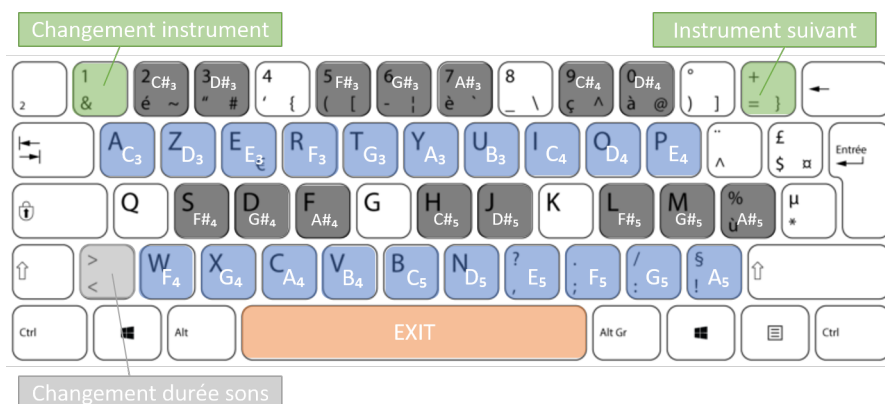 Changement instrument
Instrument suivant
1 2 C#3 3 D#3 4 5 F#3 6 G#3 7 A#3 8 9 C#4 0 D#4 ° +
2 & é ~ " # ' { ( [ - ¦ è ` _ \ ç ^ à @ ) ] = }
A C3 Z D3 E E3 € R F3 T G3 Y A3 U B3 I C4 O D4 P E4 ¨ ^ £ $ ¤ Entrée
Q S F#4 D G#4 F A#4 G H C#5 J D#5 K L F#5 M G#5 % ù A#5 µ *
> < W F4 X G4 C A4 V B4 B C5 N D5 ? , E5 . ; F5 / : G5 § ! A5
Ctrl Alt EXIT Alt Gr Ctrl
Changement durée sons